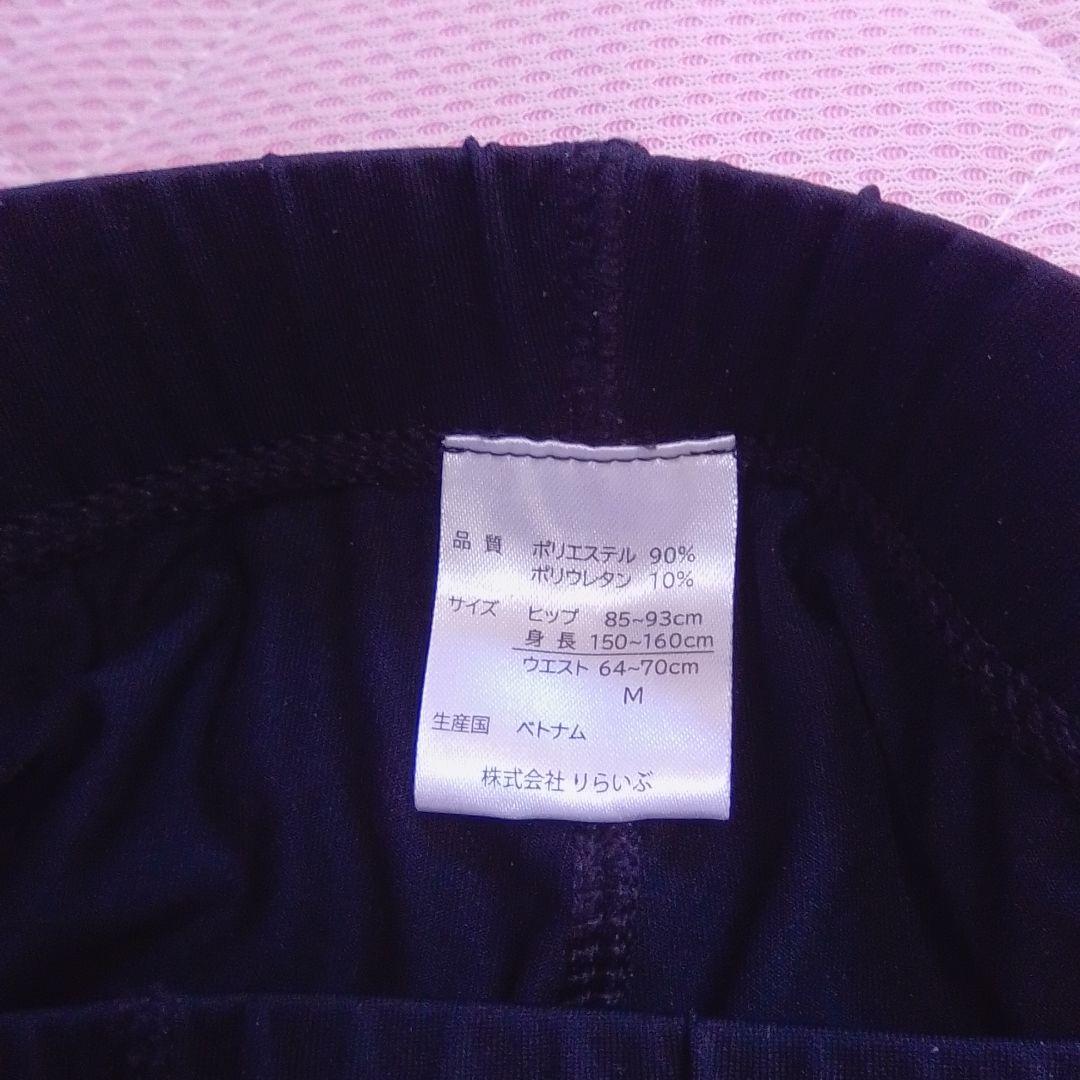 品質 ポリエステル 90%
ポリウレタン 10%
サイズ ヒップ 85~93cm
身長 150~160cm
ウエスト 64~70cm
M
生産国 ベトナム
株式会社りらいぶ